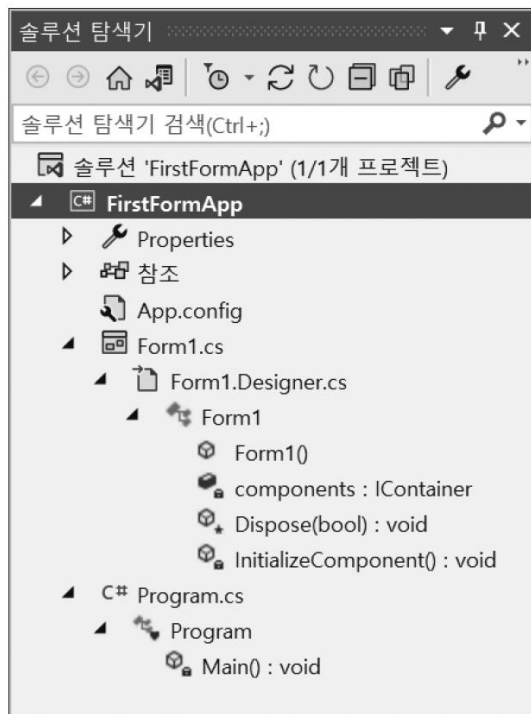 솔루션 탐색기
솔루션 탐색기 검색(Ctrl+;)
솔루션 'FirstFormApp' (1/1개 프로젝트)
C# FirstFormApp
Properties
참조
App.config
Form1.cs
Form1.Designer.cs
Form1
Form1()
components : IContainer
Dispose(bool) : void
InitializeComponent() : void
C# Program.cs
Program
Main() : void